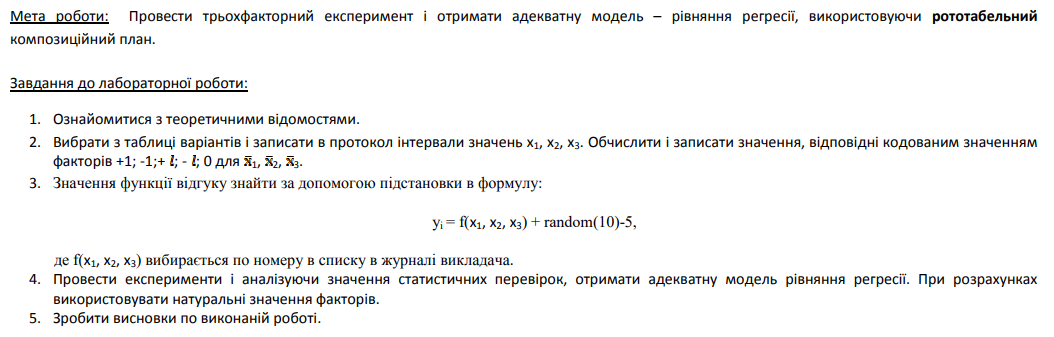 Мета роботи: Провести трьохфакторний експеримент і отримати адекватну модель – рівняння регресії, використовуючи рототабельний
композиційний план.
Завдання до лабораторної роботи:
1. Ознайомитися з теоретичними відомостями.
2. Вибрати з таблиці варіантів і записати в протокол інтервали значень x₁, x₂, x₃. Обчислити і записати значення, відповідні кодованим значенням
факторів +1; -1;+ l; - l; 0 для x̅₁, x̅₂, x̅₃.
3. Значення функції відгуку знайти за допомогою підстановки в формулу:
yᵢ = f(x₁, x₂, x₃) + random(10)-5,
де f(x₁, x₂, x₃) вибирається по номеру в списку в журналі викладача.
4. Провести експерименти і аналізуючи значення статистичних перевірок, отримати адекватну модель рівняння регресії. При розрахунках
використовувати натуральні значення факторів.
5. Зробити висновки по виконаній роботі.